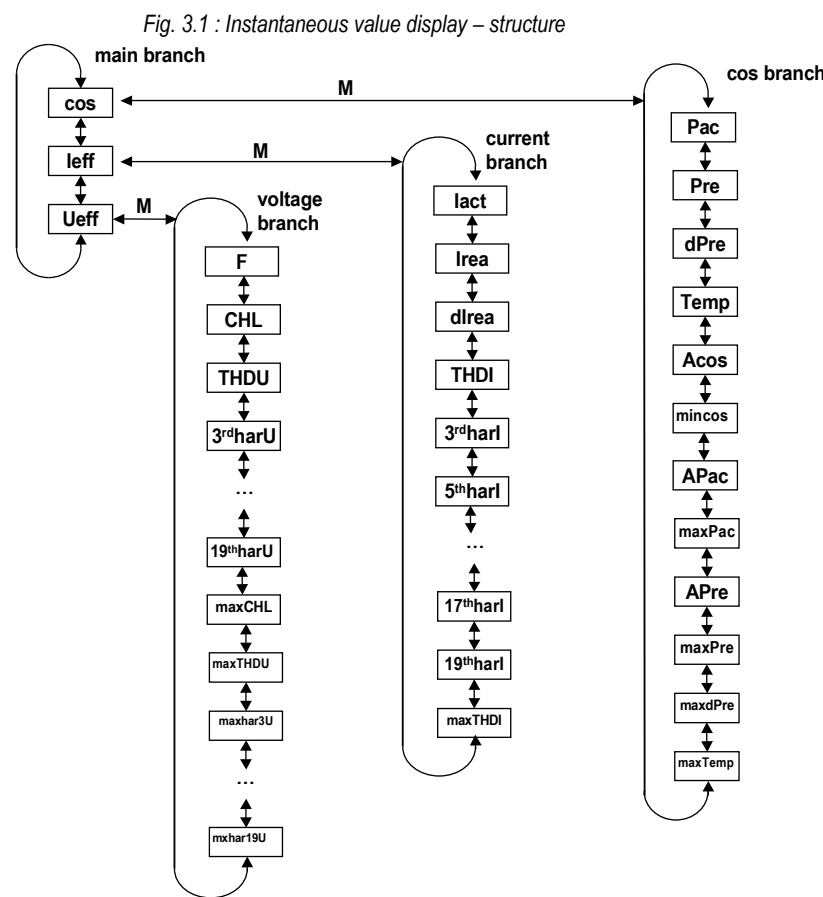 Fig. 3.1 : Instantaneous value display – structure
main branch
cos
Ieff
Ueff
M
M
M
voltage
branch
F
CHL
THDU
3rdharU
...
19thharU
maxCHL
maxTHDU
maxhar3U
...
mxhar19U
current
branch
Iact
Irea
dIrea
THDI
3rdharI
5thharI
...
17thharI
19thharI
maxTHDI
cos branch
Pac
Pre
dPre
Temp
Acos
mincos
APac
maxPac
APre
maxPre
maxdPre
maxTemp